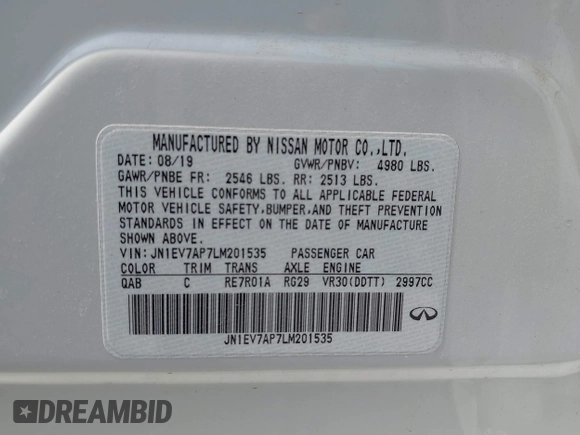 MANUFACTURED BY NISSAN MOTOR CO.,LTD.
DATE: 08/19 GVWR/PNBV: 4980 LBS.
GAWR/PNBE FR: 2546 LBS. RR: 2513 LBS.
THIS VEHICLE CONFORMS TO ALL APPLICABLE FEDERAL
MOTOR VEHICLE SAFETY,BUMPER,AND THEFT PREVENTION
STANDARDS IN EFFECT ON THE DATE OF MANUFACTURE
SHOWN ABOVE.
VIN: JN1EV7AP7LM201535 PASSENGER CAR
COLOR TRIM TRANS AXLE ENGINE
QAB C RE7R01A RG29 VR30(DDTT) 2997CC
JN1EV7AP7LM201535
DREAMBID